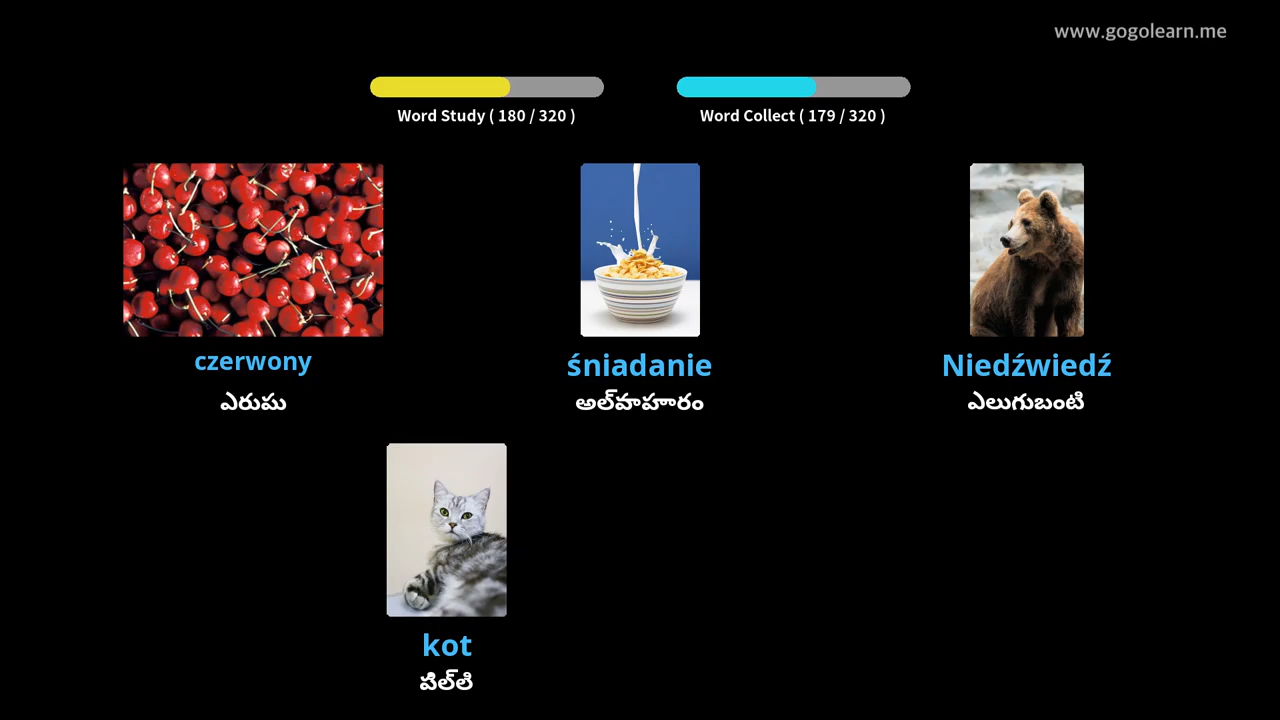 www.gogolearn.me
Word Study ( 180 / 320 )
Word Collect ( 179 / 320 )
czerwony
ఎరుపు
śniadanie
అల్‌పాహారం
Niedźwiedź
ఎలుగుబంటి
kot
పిల్‌లి